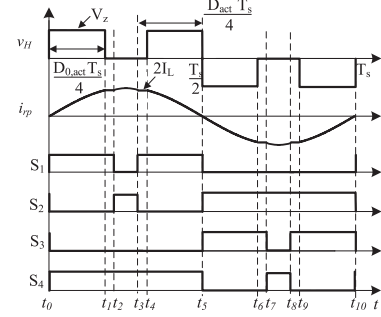 D_act T_s
4
V_z
v_H
D_0,act T_s
4
2I_L
T_s
2
T_s
i_rp
S_1
S_2
S_3
S_4
t_0 t_1 t_2 t_3 t_4 t_5 t_6 t_7 t_8 t_9 t_10 t